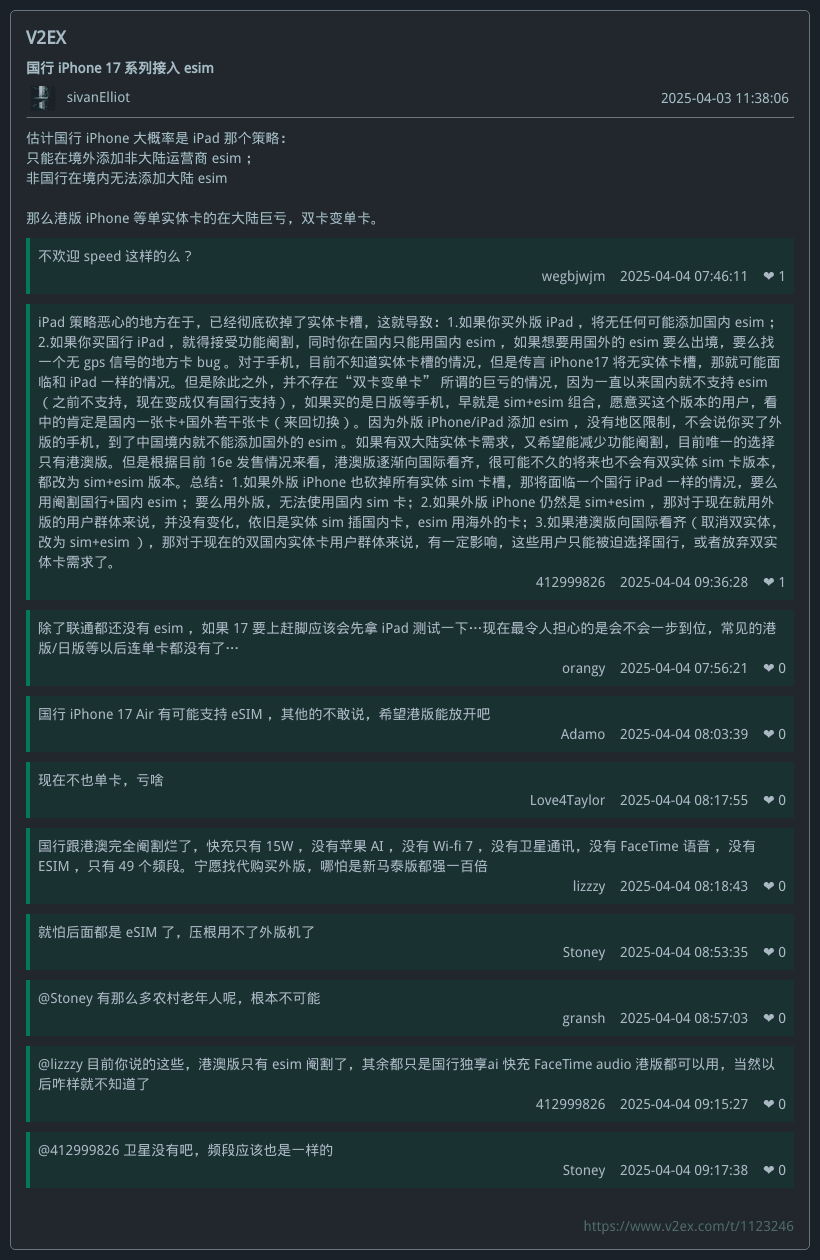 V2EX
国行 iPhone 17 系列接入 esim
sivanElliot
2025-04-03 11:38:06
估计国行 iPhone 大概率是 iPad 那个策略：
只能在境外添加非大陆运营商 esim ；
非国行在境内无法添加大陆 esim
那么港版 iPhone 等单实体卡的在大陆巨亏，双卡变单卡。
不欢迎 speed 这样的么？
wegbjwjm 2025-04-04 07:46:11 ❤ 1
iPad 策略恶心的地方在于，已经彻底砍掉了实体卡槽，这就导致：1.如果你买外版 iPad ，将无任何可能添加国内 esim ；
2.如果你买国行 iPad ，就得接受功能阉割，同时你在国内只能用国内 esim ，如果想要用国外的 esim 要么出境，要么找
一个无 gps 信号的地方卡 bug 。对于手机，目前不知道实体卡槽的情况，但是传言 iPhone17 将无实体卡槽，那就可能面
临和 iPad 一样的情况。但是除此之外，并不存在“双卡变单卡” 所谓的巨亏的情况，因为一直以来国内就不支持 esim
（之前不支持，现在变成仅有国行支持），如果买的是日版等手机，早就是 sim+esim 组合，愿意买这个版本的用户，看
中的肯定是国内一张卡+国外若干张卡（来回切换）。因为外版 iPhone/iPad 添加 esim ，没有地区限制，不会说你买了外
版的手机，到了中国境内就不能添加国外的 esim 。如果有双大陆实体卡需求，又希望能减少功能阉割，目前唯一的选择
只有港澳版。但是根据目前 16e 发售情况来看，港澳版逐渐向国际看齐，很可能不久的将来也不会有双实体 sim 卡版本，
都改为 sim+esim 版本。总结：1.如果外版 iPhone 也砍掉所有实体 sim 卡槽，那将面临一个国行 iPad 一样的情况，要么
用阉割国行+国内 esim ；要么用外版，无法使用国内 sim 卡；2.如果外版 iPhone 仍然是 sim+esim ，那对于现在就用外
版的用户群体来说，并没有变化，依旧是实体 sim 插国内卡，esim 用海外的卡；3.如果港澳版向国际看齐（取消双实体，
改为 sim+esim ），那对于现在的双国内实体卡用户群体来说，有一定影响，这些用户只能被迫选择国行，或者放弃双实
体卡需求了。
412999826 2025-04-04 09:36:28 ❤ 1
除了联通都还没有 esim ，如果 17 要上赶脚应该会先拿 iPad 测试一下…现在最令人担心的是会不会一步到位，常见的港
版/日版等以后连单卡都没有了…
orangy 2025-04-04 07:56:21 ❤ 0
国行 iPhone 17 Air 有可能支持 eSIM ，其他的不敢说，希望港版能放开吧
Adamo 2025-04-04 08:03:39 ❤ 0
现在不也单卡，亏啥
Love4Taylor 2025-04-04 08:17:55 ❤ 0
国行跟港澳完全阉割烂了，快充只有 15W ，没有苹果 AI ，没有 Wi-fi 7 ，没有卫星通讯，没有 FaceTime 语音 ，没有
ESIM ，只有 49 个频段。宁愿找代购买外版，哪怕是新马泰版都强一百倍
lizzzy 2025-04-04 08:18:43 ❤ 0
就怕后面都是 eSIM 了，压根用不了外版机了
Stoney 2025-04-04 08:53:35 ❤ 0
@Stoney 有那么多农村老年人呢，根本不可能
gransh 2025-04-04 08:57:03 ❤ 0
@lizzzy 目前你说的这些，港澳版只有 esim 阉割了，其余都只是国行独享ai 快充 FaceTime audio 港版都可以用，当然以
后咋样就不知道了
412999826 2025-04-04 09:15:27 ❤ 0
@412999826 卫星没有吧，频段应该也是一样的
Stoney 2025-04-04 09:17:38 ❤ 0
https://www.v2ex.com/t/1123246